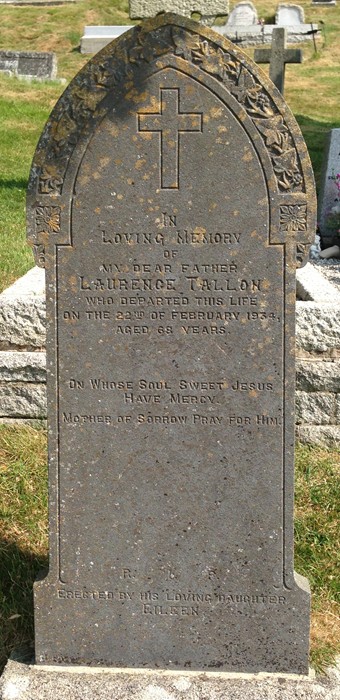 In
Loving Memory
of
my dear father
Laurence Tallon
who departed this life
on the 22nd of February 1934,
aged 68 years.
On Whose Soul Sweet Jesus
Have Mercy.
Mother of Sorrow Pray for Him.
R. I. P.
Erected by his loving daughter
Eileen